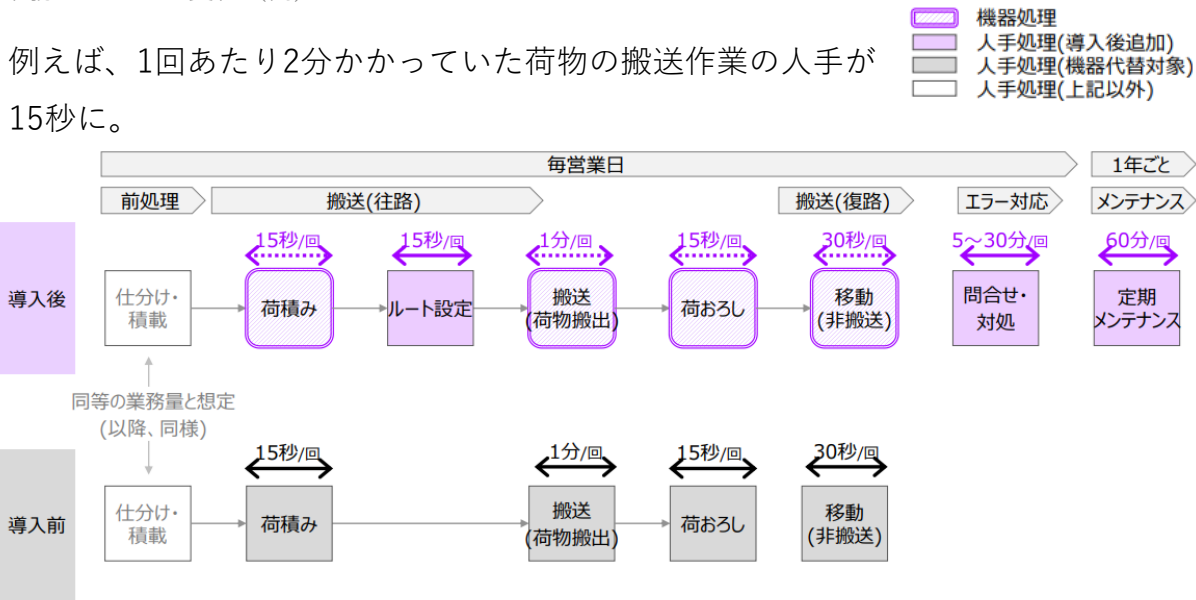 機器処理
人手処理(導入後追加)
人手処理(機器代替対象)
人手処理(上記以外)
例えば、1回あたり2分かかっていた荷物の搬送作業の人手が
15秒に。
毎営業日
1年ごと
前処理
搬送(往路)
搬送(復路)
エラー対応
メンテナンス
導入後
15秒/回
15秒/回
1分/回
15秒/回
30秒/回
5～30分/回
60分/回
仕分け・
積載
荷積み
ルート設定
搬送
(荷物搬出)
荷おろし
移動
(非搬送)
問合せ・
対処
定期
メンテナンス
同等の業務量と想定
(以降、同様)
導入前
15秒/回
1分/回
15秒/回
30秒/回
仕分け・
積載
荷積み
搬送
(荷物搬出)
荷おろし
移動
(非搬送)